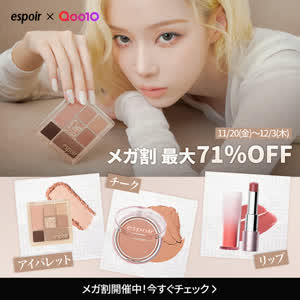 espoir × Qoo10
11/20(金)〜12/3(木)
メガ割 最大71%OFF
espoir
アイパレット
チーク
espoir
リップ
メガ割開催中!今すぐチェック >